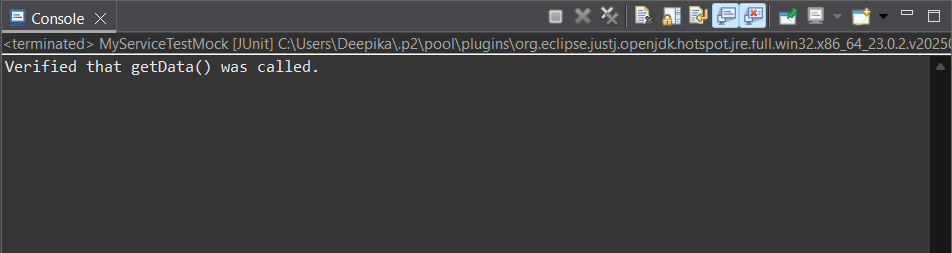 Console
<terminated> MyServiceTestMock [JUnit] C:\Users\Deepika\.p2\pool\plugins\org.eclipse.justj.openjdk.hotspot.jre.full.win32.x86_64_23.0.2.v20250
Verified that getData() was called.